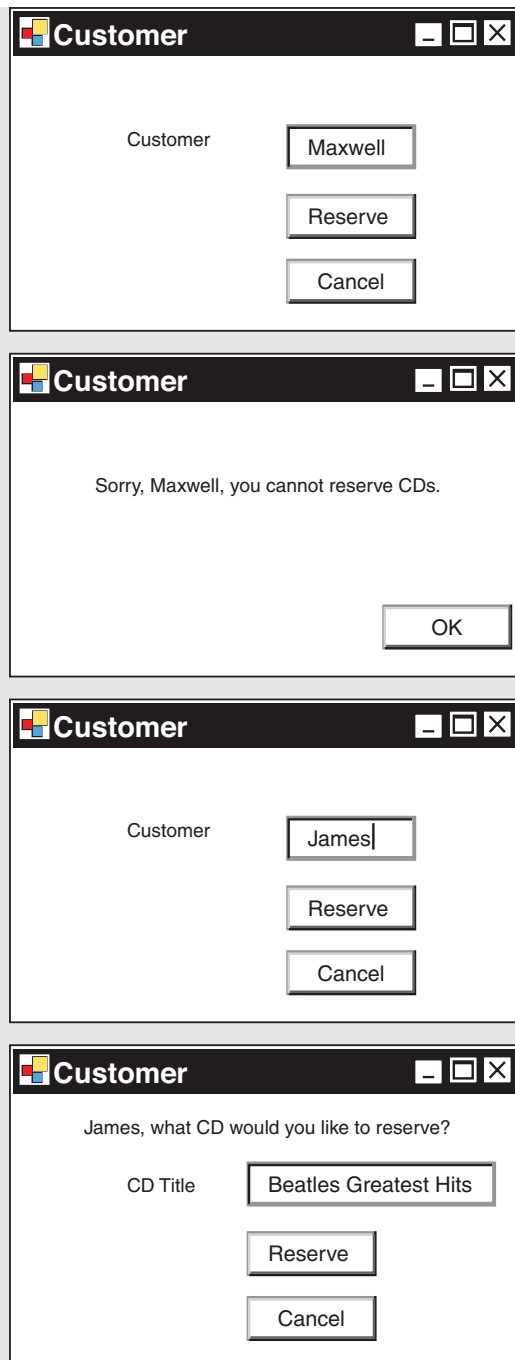 Customer
Customer Maxwell
Reserve
Cancel
Customer
Sorry, Maxwell, you cannot reserve CDs.
OK
Customer
Customer James
Reserve
Cancel
Customer
James, what CD would you like to reserve?
CD Title Beatles Greatest Hits
Reserve
Cancel